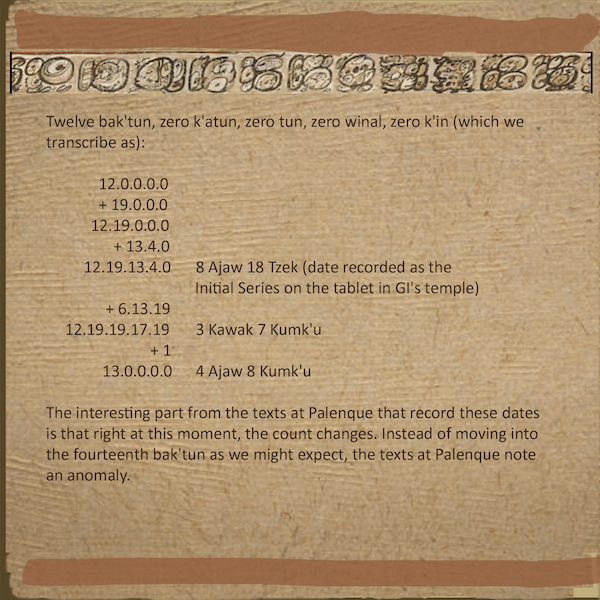 Twelve bak'tun, zero k'atun, zero tun, zero winal, zero k'in (which we
transcribe as):
12.0.0.0.0
+ 19.0.0.0
12.19.0.0.0
+ 13.4.0
12.19.13.4.0 8 Ajaw 18 Tzek (date recorded as the
Initial Series on the tablet in GI's temple)
+ 6.13.19
12.19.19.17.19 3 Kawak 7 Kumk'u
+ 1
13.0.0.0.0 4 Ajaw 8 Kumk'u
The interesting part from the texts at Palenque that record these dates
is that right at this moment, the count changes. Instead of moving into
the fourteenth bak'tun as we might expect, the texts at Palenque note
an anomaly.